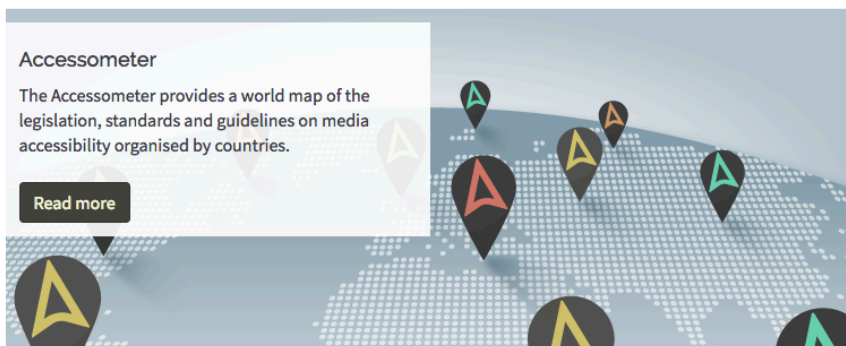 Accessometer
The Accessometer provides a world map of the
legislation, standards and guidelines on media
accessibility organised by countries.
Read more